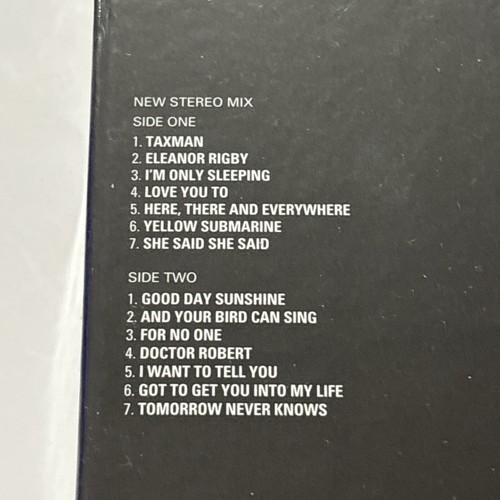 NEW STEREO MIX
SIDE ONE
1. TAXMAN
2. ELEANOR RIGBY
3. I'M ONLY SLEEPING
4. LOVE YOU TO
5. HERE, THERE AND EVERYWHERE
6. YELLOW SUBMARINE
7. SHE SAID SHE SAID
SIDE TWO
1. GOOD DAY SUNSHINE
2. AND YOUR BIRD CAN SING
3. FOR NO ONE
4. DOCTOR ROBERT
5. I WANT TO TELL YOU
6. GOT TO GET YOU INTO MY LIFE
7. TOMORROW NEVER KNOWS